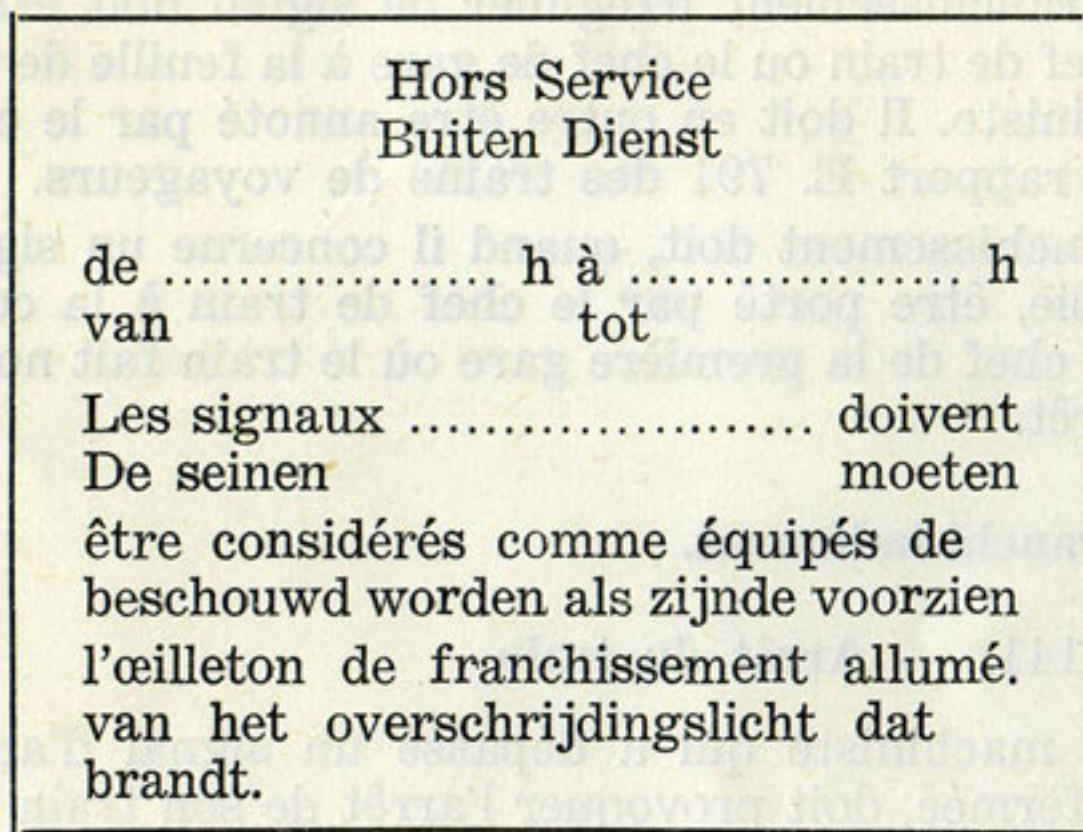 Hors Service
Buiten Dienst
de .................. h à .................. h
van tot
Les signaux ...................... doivent
De seinen moeten
être considérés comme équipés de
beschouwd worden als zijnde voorzien
l'œilleton de franchissement allumé.
van het overschrijdingslicht dat
brandt.